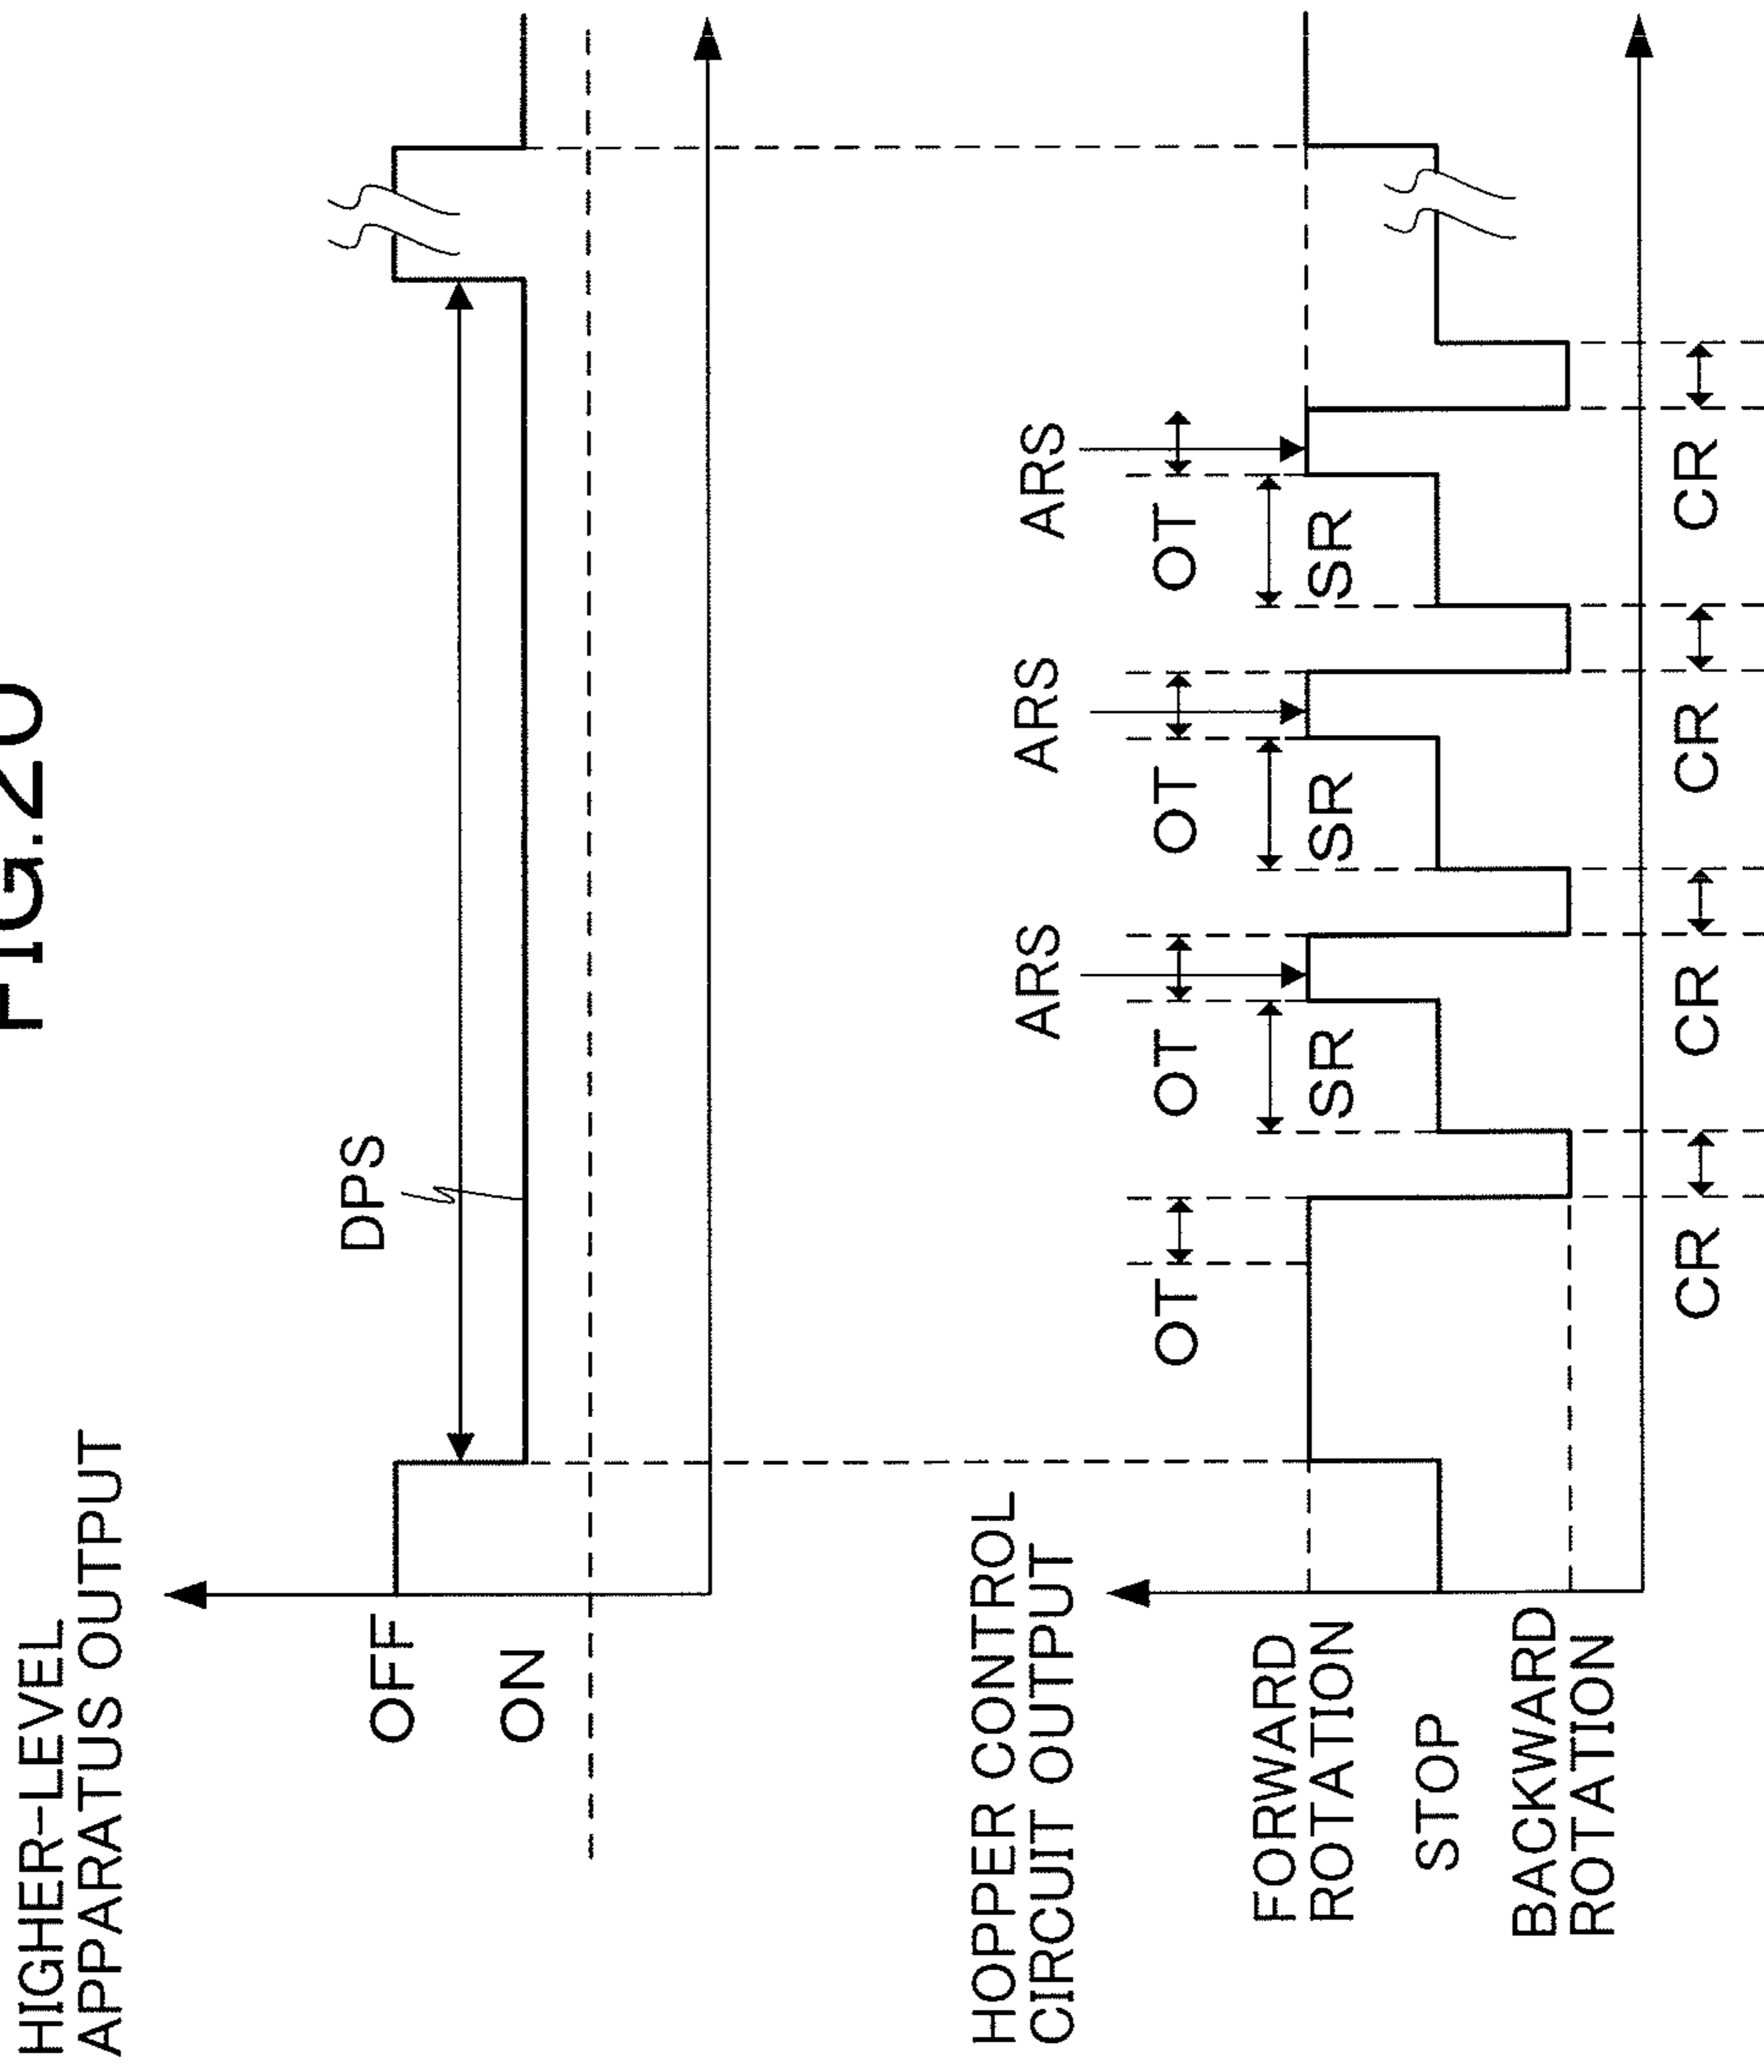 FIG.20
HIGHER-LEVEL
APPARATUS OUTPUT
OFF
ON
DPS
HOPPER CONTROL
CIRCUIT OUTPUT
FORWARD
ROTATION
STOP
BACKWARD
ROTATION
ARS
ARS
ARS
OT
OT
OT
OT
SR
SR
SR
CR
CR
CR
CR